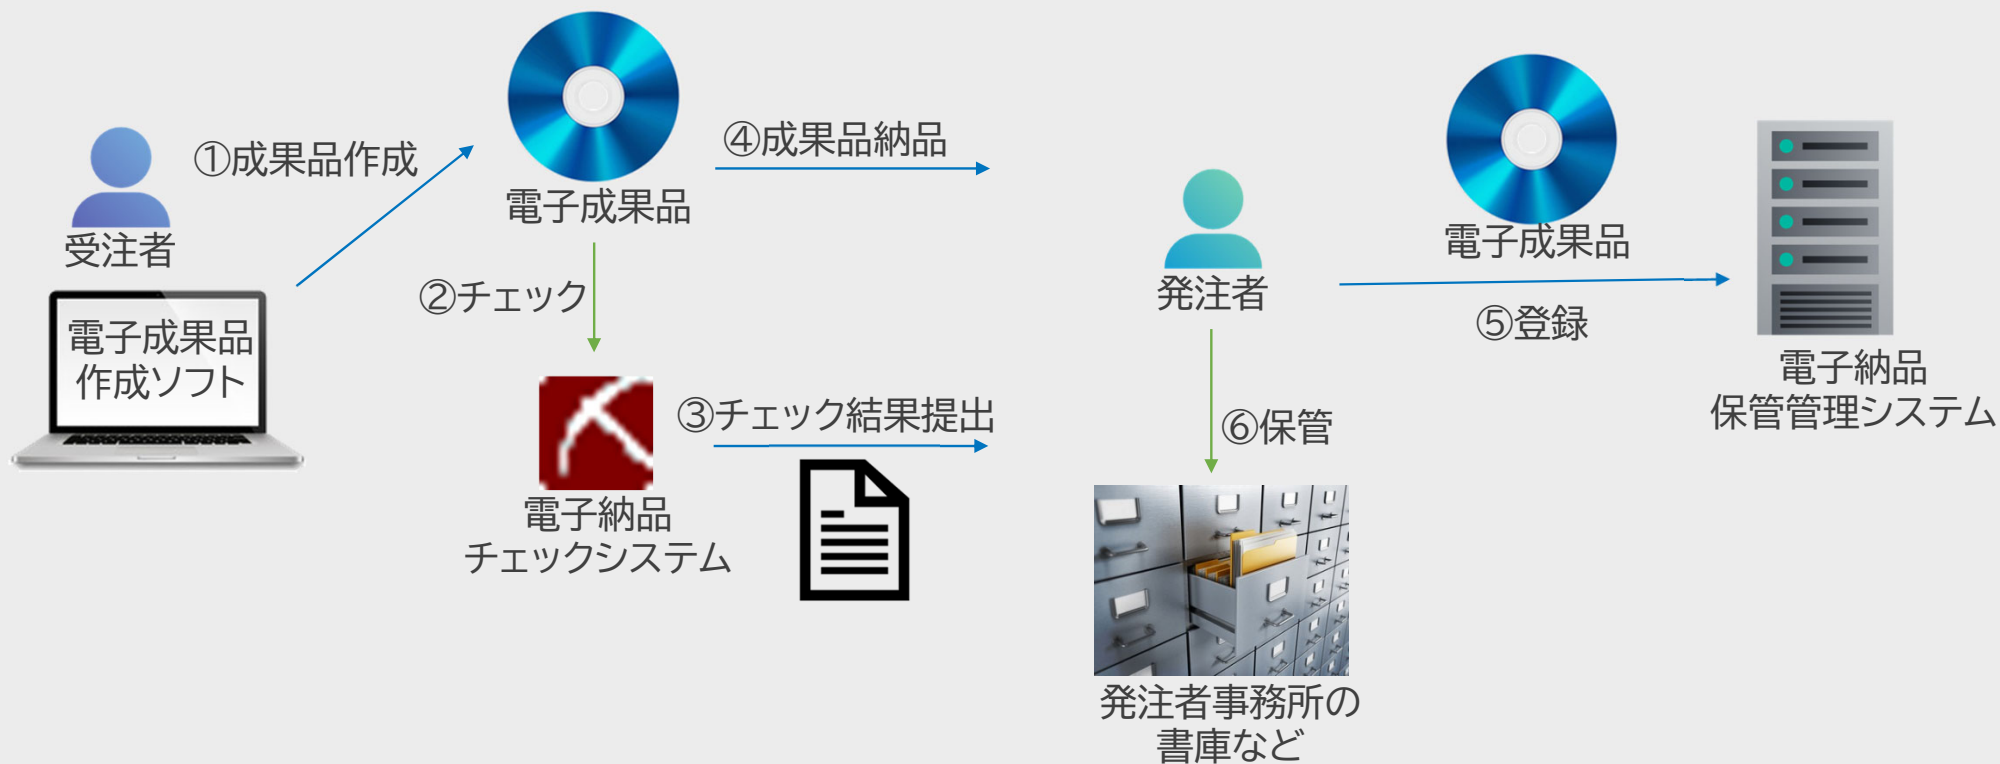 ①成果品作成
受注者
電子成果品
作成ソフト
電子成果品
②チェック
電子納品
チェックシステム
③チェック結果提出
④成果品納品
発注者
電子成果品
⑤登録
電子納品
保管管理システム
⑥保管
発注者事務所の
書庫など